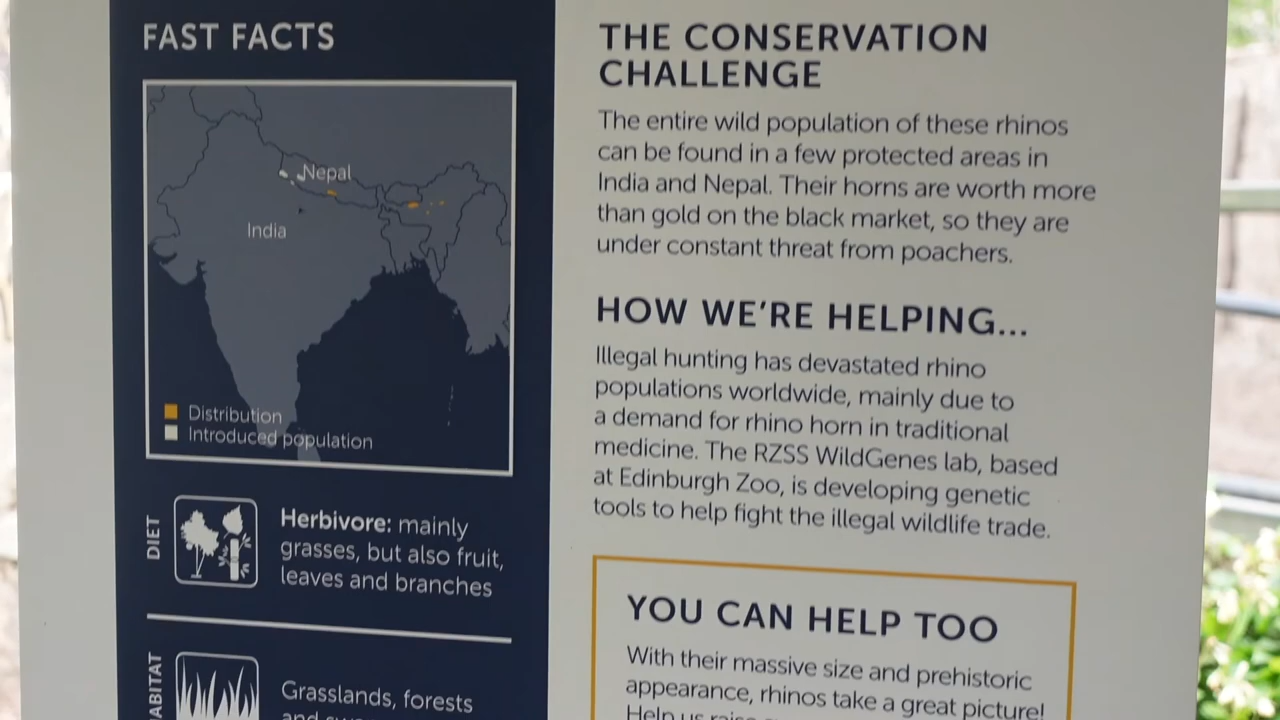 FAST FACTS
Nepal
India
Distribution
Introduced population
DIET
Herbivore: mainly
grasses, but also fruit,
leaves and branches
Grasslands, forests
THE CONSERVATION
CHALLENGE
The entire wild population of these rhinos
can be found in a few protected areas in
India and Nepal. Their horns are worth more
than gold on the black market, so they are
under constant threat from poachers.
HOW WE'RE HELPING...
Illegal hunting has devastated rhino
populations worldwide, mainly due to
a demand for rhino horn in traditional
medicine. The RZSS WildGenes lab, based
at Edinburgh Zoo, is developing genetic
tools to help fight the illegal wildlife trade.
YOU CAN HELP TOO
With their massive size and prehistoric
appearance, rhinos take a great picture!
Help us